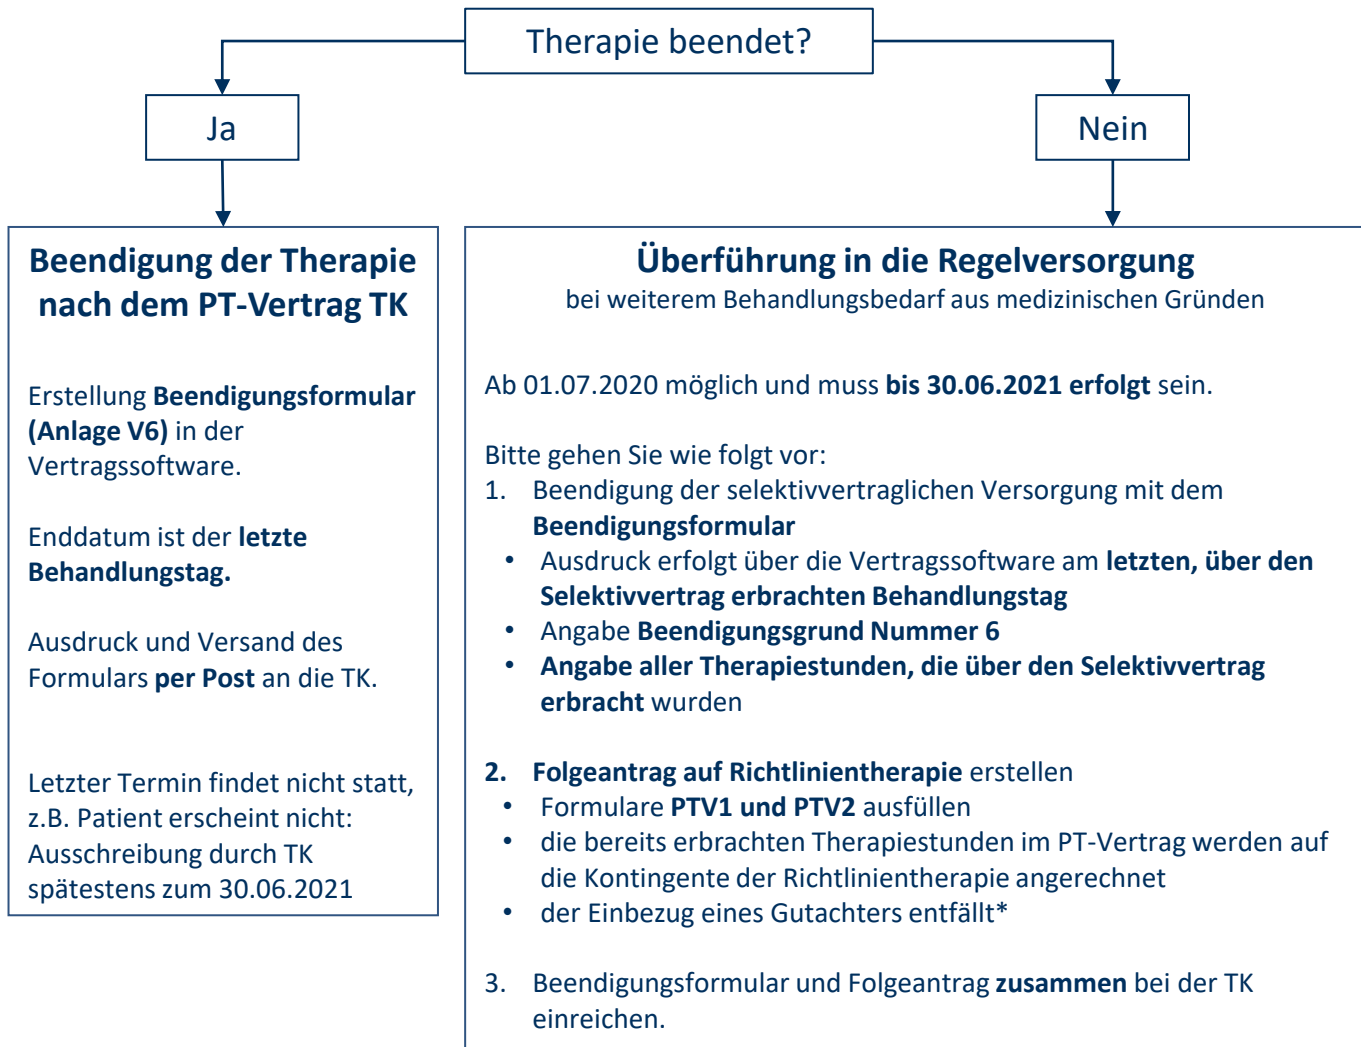 Therapie beendet?
Ja
Nein
Beendigung der Therapie
nach dem PT-Vertrag TK
Erstellung Beendigungsformular
(Anlage V6) in der
Vertragssoftware.
Enddatum ist der letzte
Behandlungstag.
Ausdruck und Versand des
Formulars per Post an die TK.
Letzter Termin findet nicht statt,
z.B. Patient erscheint nicht:
Ausschreibung durch TK
spätestens zum 30.06.2021
Überführung in die Regelversorgung
bei weiterem Behandlungsbedarf aus medizinischen Gründen
Ab 01.07.2020 möglich und muss bis 30.06.2021 erfolgt sein.
Bitte gehen Sie wie folgt vor:
1. Beendigung der selektivvertraglichen Versorgung mit dem
Beendigungsformular
• Ausdruck erfolgt über die Vertragssoftware am letzten, über den
Selektivvertrag erbrachten Behandlungstag
• Angabe Beendigungsgrund Nummer 6
• Angabe aller Therapiestunden, die über den Selektivvertrag
erbracht wurden
2. Folgeantrag auf Richtlinientherapie erstellen
• Formulare PTV1 und PTV2 ausfüllen
• die bereits erbrachten Therapiestunden im PT-Vertrag werden auf
die Kontingente der Richtlinientherapie angerechnet
• der Einbezug eines Gutachters entfällt*
3. Beendigungsformular und Folgeantrag zusammen bei der TK
einreichen.